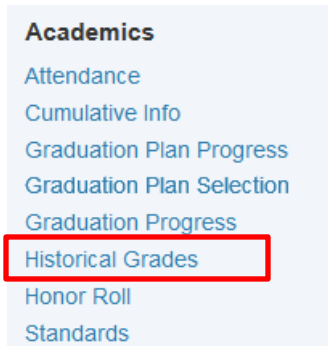 Academics
Attendance
Cumulative Info
Graduation Plan Progress
Graduation Plan Selection
Graduation Progress
Historical Grades
Honor Roll
Standards